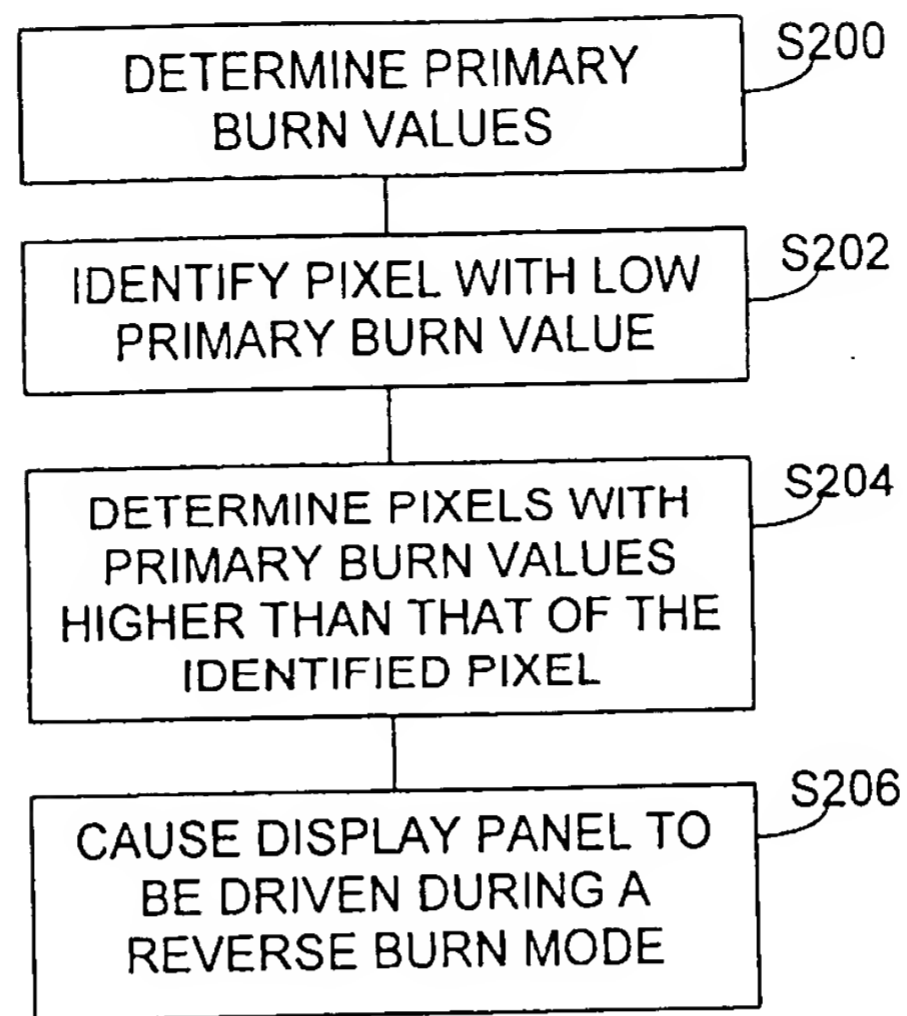 S200
DETERMINE PRIMARY
BURN VALUES
S202
IDENTIFY PIXEL WITH LOW
PRIMARY BURN VALUE
S204
DETERMINE PIXELS WITH
PRIMARY BURN VALUES
HIGHER THAN THAT OF THE
IDENTIFIED PIXEL
S206
CAUSE DISPLAY PANEL TO
BE DRIVEN DURING A
REVERSE BURN MODE